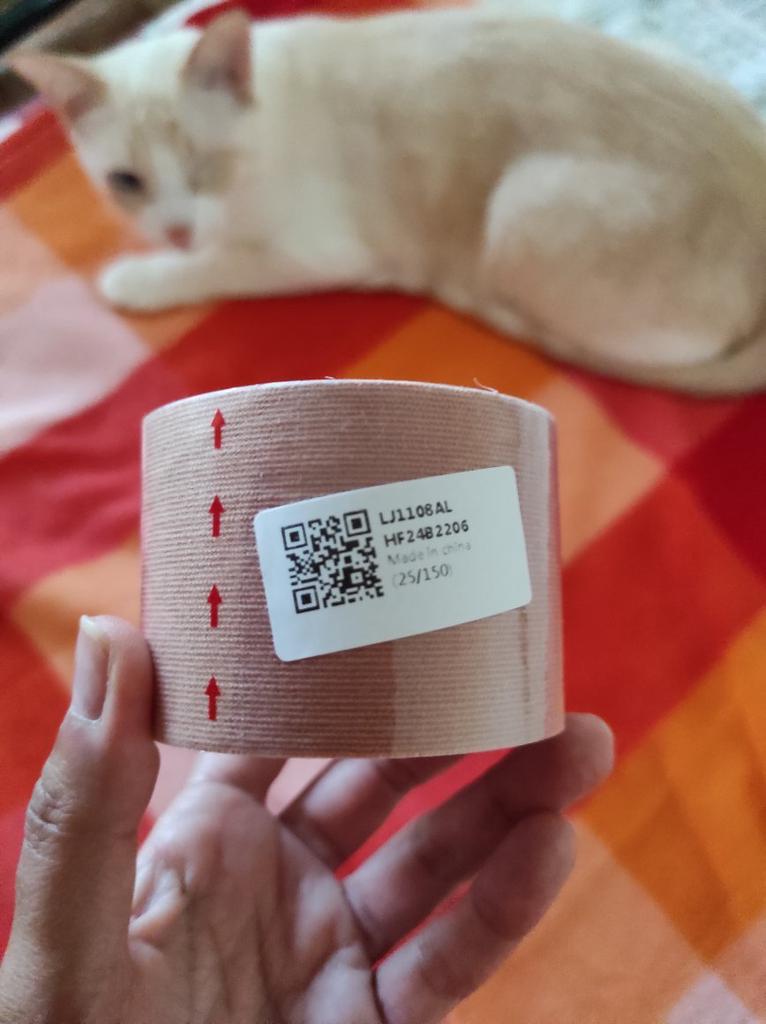 LJ1108AL
HF24B2206
Made in china
(25/150)